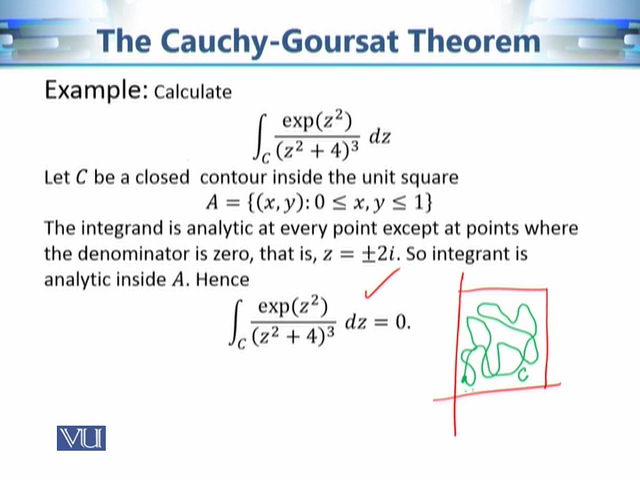 The Cauchy-Goursat Theorem
Example: Calculate
∫_C exp(z²)/(z² + 4)³ dz
Let C be a closed contour inside the unit square
A = {(x, y): 0 ≤ x, y ≤ 1}
The integrand is analytic at every point except at points where
the denominator is zero, that is, z = ±2i. So integrant is
analytic inside A. Hence
∫_C exp(z²)/(z² + 4)³ dz = 0.
C
VU